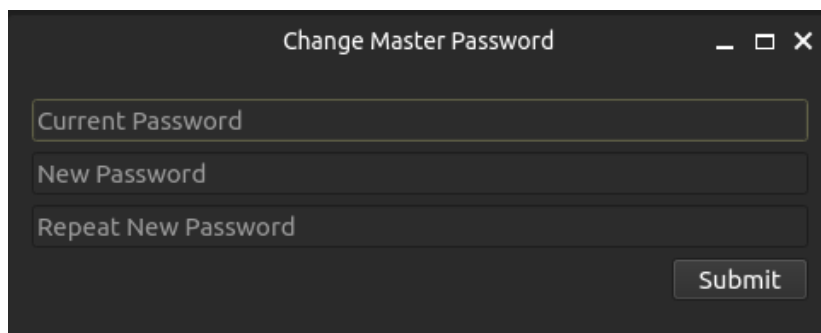 Change Master Password
Current Password
New Password
Repeat New Password
Submit